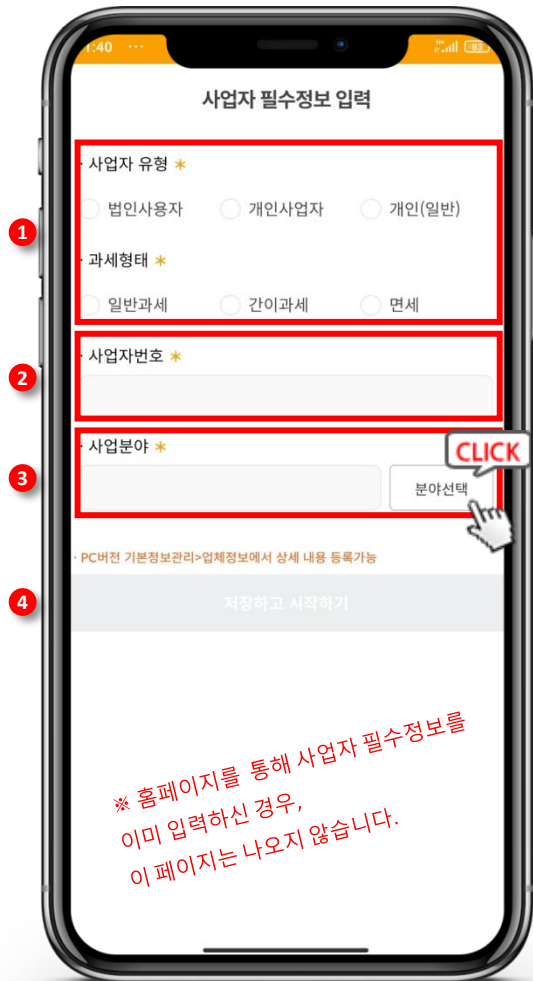 1:40 ...
83
사업자 필수정보 입력
· 사업자 유형 *
법인사용자 개인사업자 개인(일반)
1
· 과세형태 *
일반과세 간이과세 면세
· 사업자번호 *
2
· 사업분야 *
CLICK
3
분야선택
· PC버전 기본정보관리>업체정보에서 상세 내용 등록가능
4
저장하고 시작하기
※ 홈페이지를 통해 사업자 필수정보를
이미 입력하신 경우,
이 페이지는 나오지 않습니다.